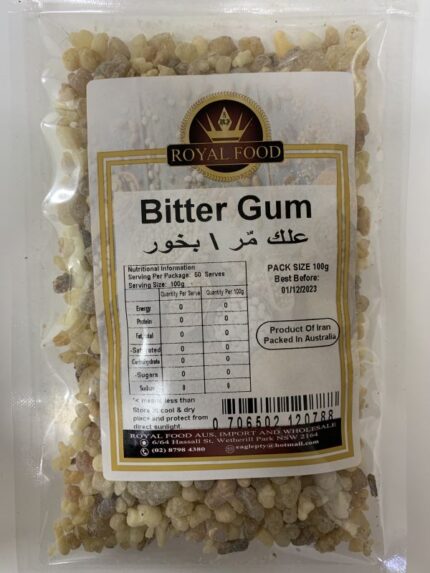 ROYAL FOOD
Bitter Gum
علك مّر \ بخور
Nutritional Information
Serving Per Package: 50 Serves
Serving Size: 100g
Quantity Per Serve Quantity Per 100g
Energy 0 0
Protein 0 0
Fat, total 0 0
-Saturated 0 0
Carbohydrate 0 0
-Sugars 0 0
Sodium 0 0
PACK SIZE 100g
Best Before:
01/12/2023
Product Of Iran
Packed In Australia
"<" means less than
Store in cool & dry
place and protect from
direct sunlight.
0 706502 120788
ROYAL FOOD AUS, IMPORT AND WHOLESALE
6/64 Hassall St, Wetherill Park NSW 2164
(02) 8798 4380 eaglepty@hotmail.com